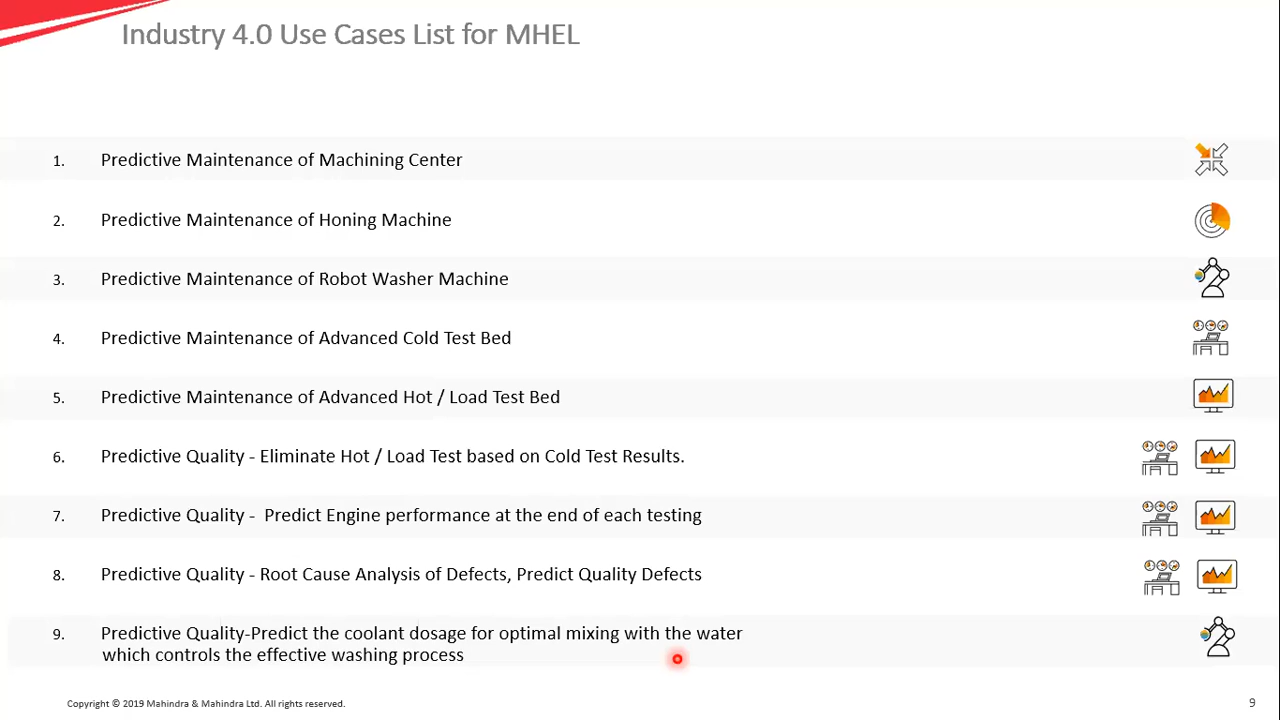 Industry 4.0 Use Cases List for MHEL
1. Predictive Maintenance of Machining Center
2. Predictive Maintenance of Honing Machine
3. Predictive Maintenance of Robot Washer Machine
4. Predictive Maintenance of Advanced Cold Test Bed
5. Predictive Maintenance of Advanced Hot / Load Test Bed
6. Predictive Quality - Eliminate Hot / Load Test based on Cold Test Results.
7. Predictive Quality -  Predict Engine performance at the end of each testing
8. Predictive Quality - Root Cause Analysis of Defects, Predict Quality Defects
9. Predictive Quality-Predict the coolant dosage for optimal mixing with the water
which controls the effective washing process
Copyright © 2019 Mahindra & Mahindra Ltd. All rights reserved.
9